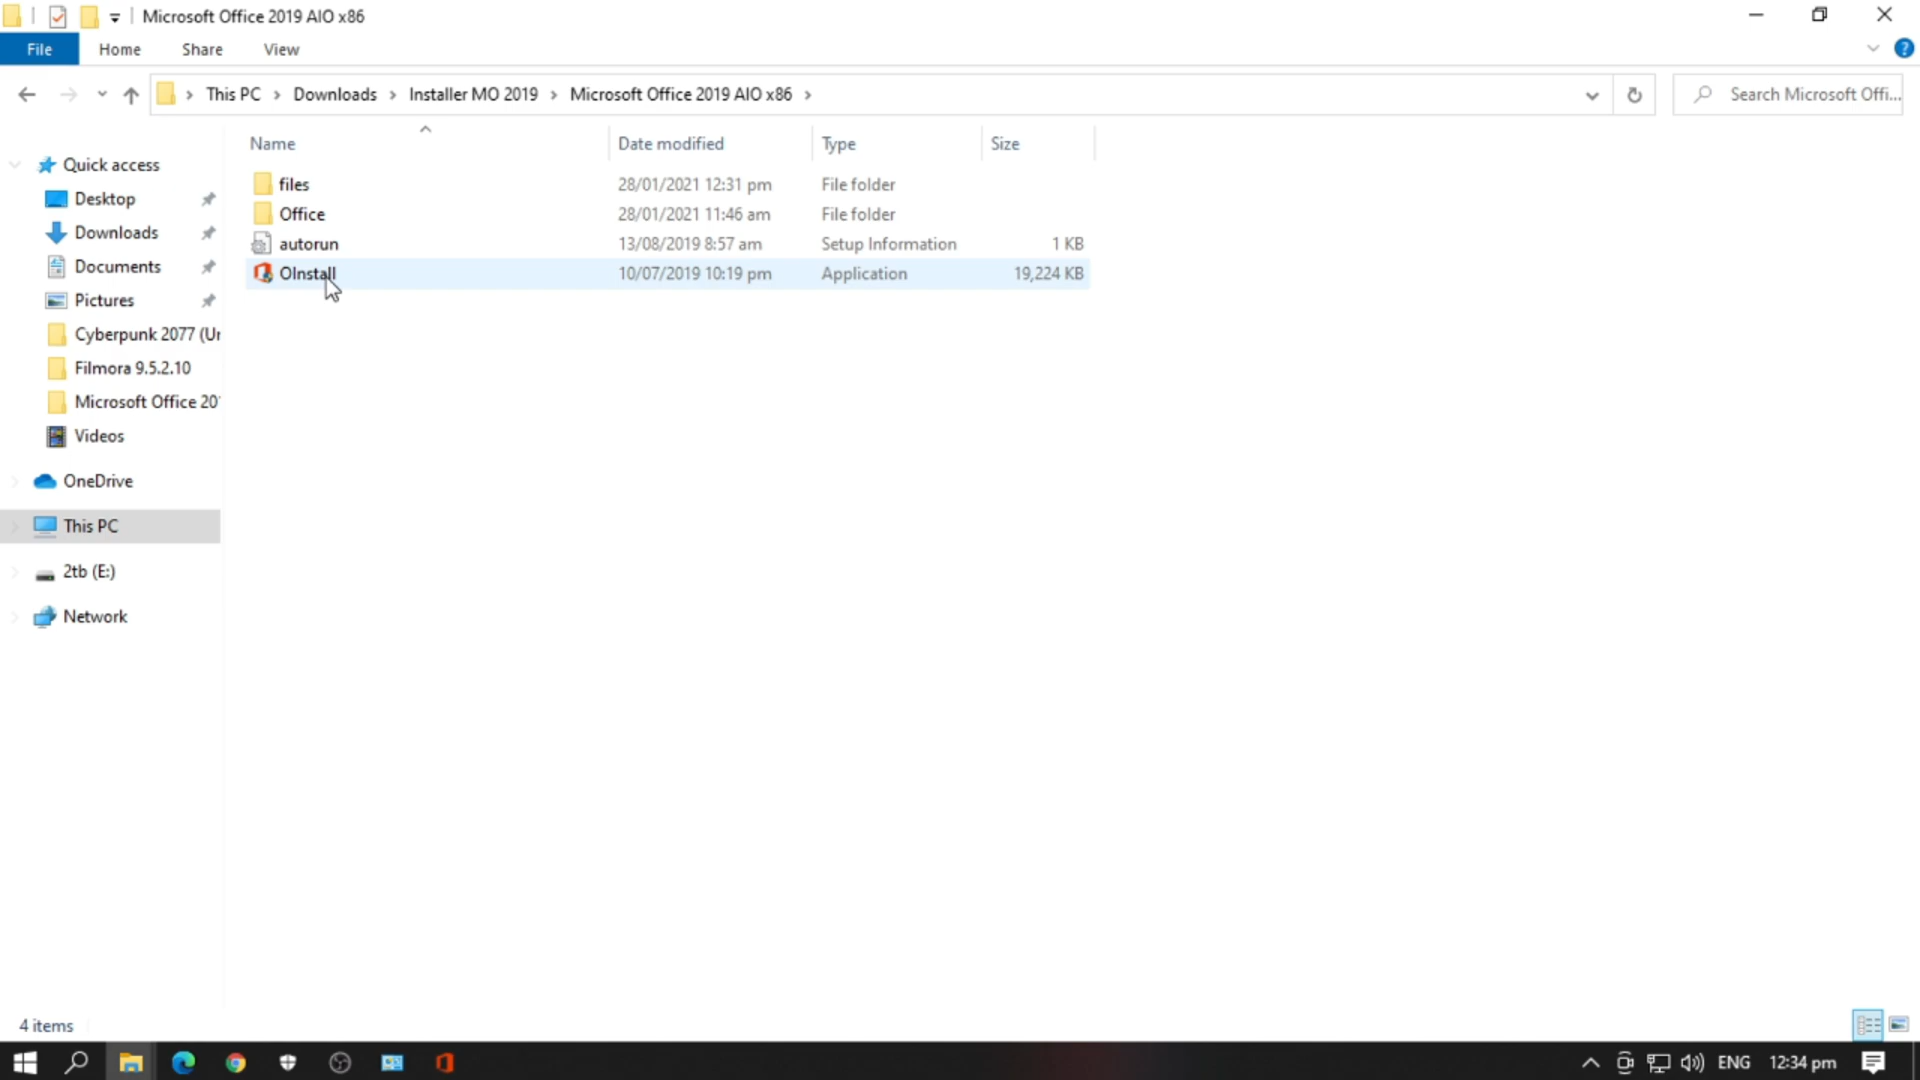 Microsoft Office 2019 AIO x86
File Home Share View
This PC Downloads Installer MO 2019 Microsoft Office 2019 AIO x86
Search Microsoft Offi...
Name Date modified Type Size
files 28/01/2021 12:31 pm File folder
Office 28/01/2021 11:46 am File folder
autorun 13/08/2019 8:57 am Setup Information 1 KB
OInstall 10/07/2019 10:19 pm Application 19,224 KB
Quick access
Desktop
Downloads
Documents
Pictures
Cyberpunk 2077 (Ur
Filmora 9.5.2.10
Microsoft Office 20
Videos
OneDrive
This PC
2tb (E:)
Network
4 items
ENG 12:34 pm